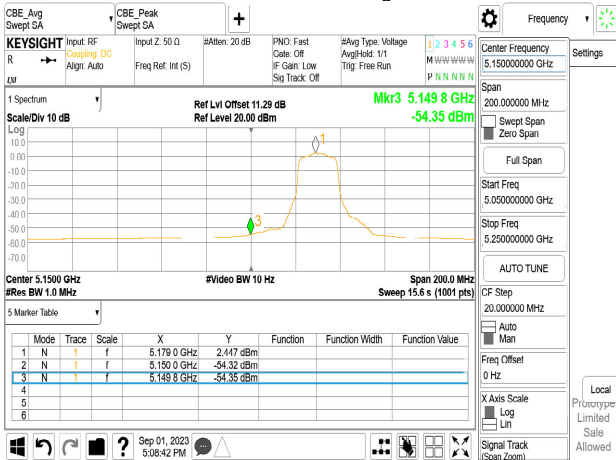 CBE_Avg
Swept SA
CBE_Peak
Swept SA
+
Frequency
KEYSIGHT
R
Input: RF
Coupling: DC
Align: Auto
Input Z: 50 Ω
Freq Ref: Int (S)
#Atten: 20 dB
PNO: Fast
Gate: Off
IF Gain: Low
Sig Track: Off
#Avg Type: Voltage
Avg|Hold: 1/1
Trig: Free Run
1 2 3 4 5 6
M W W W W W
P N N N N N
1 Spectrum
Scale/Div 10 dB
Ref Lvl Offset 11.29 dB
Ref Level 20.00 dBm
Mkr3 5.149 8 GHz
-54.35 dBm
Log
10.0
0.00
-10.0
-20.0
-30.0
-40.0
-50.0
-60.0
-70.0
1
3
Center 5.1500 GHz
#Video BW 10 Hz
Span 200.0 MHz
#Res BW 1.0 MHz
Sweep 15.6 s (1001 pts)
5 Marker Table
Mode Trace Scale X Y Function Function Width Function Value
1 N 1 f 5.179 0 GHz 2.447 dBm
2 N 1 f 5.150 0 GHz -54.32 dBm
3 N 1 f 5.149 8 GHz -54.35 dBm
4
5
6
Sep 01, 2023
5:08:42 PM
Center Frequency
5.150000000 GHz
Settings
Span
200.000000 MHz
Swept Span
Zero Span
Full Span
Start Freq
5.050000000 GHz
Stop Freq
5.250000000 GHz
AUTO TUNE
CF Step
20.000000 MHz
Auto
Man
Freq Offset
0 Hz
X Axis Scale
Log
Lin
Signal Track
(Span Zoom)
Local
Prototype
Limited
Sale
Allowed